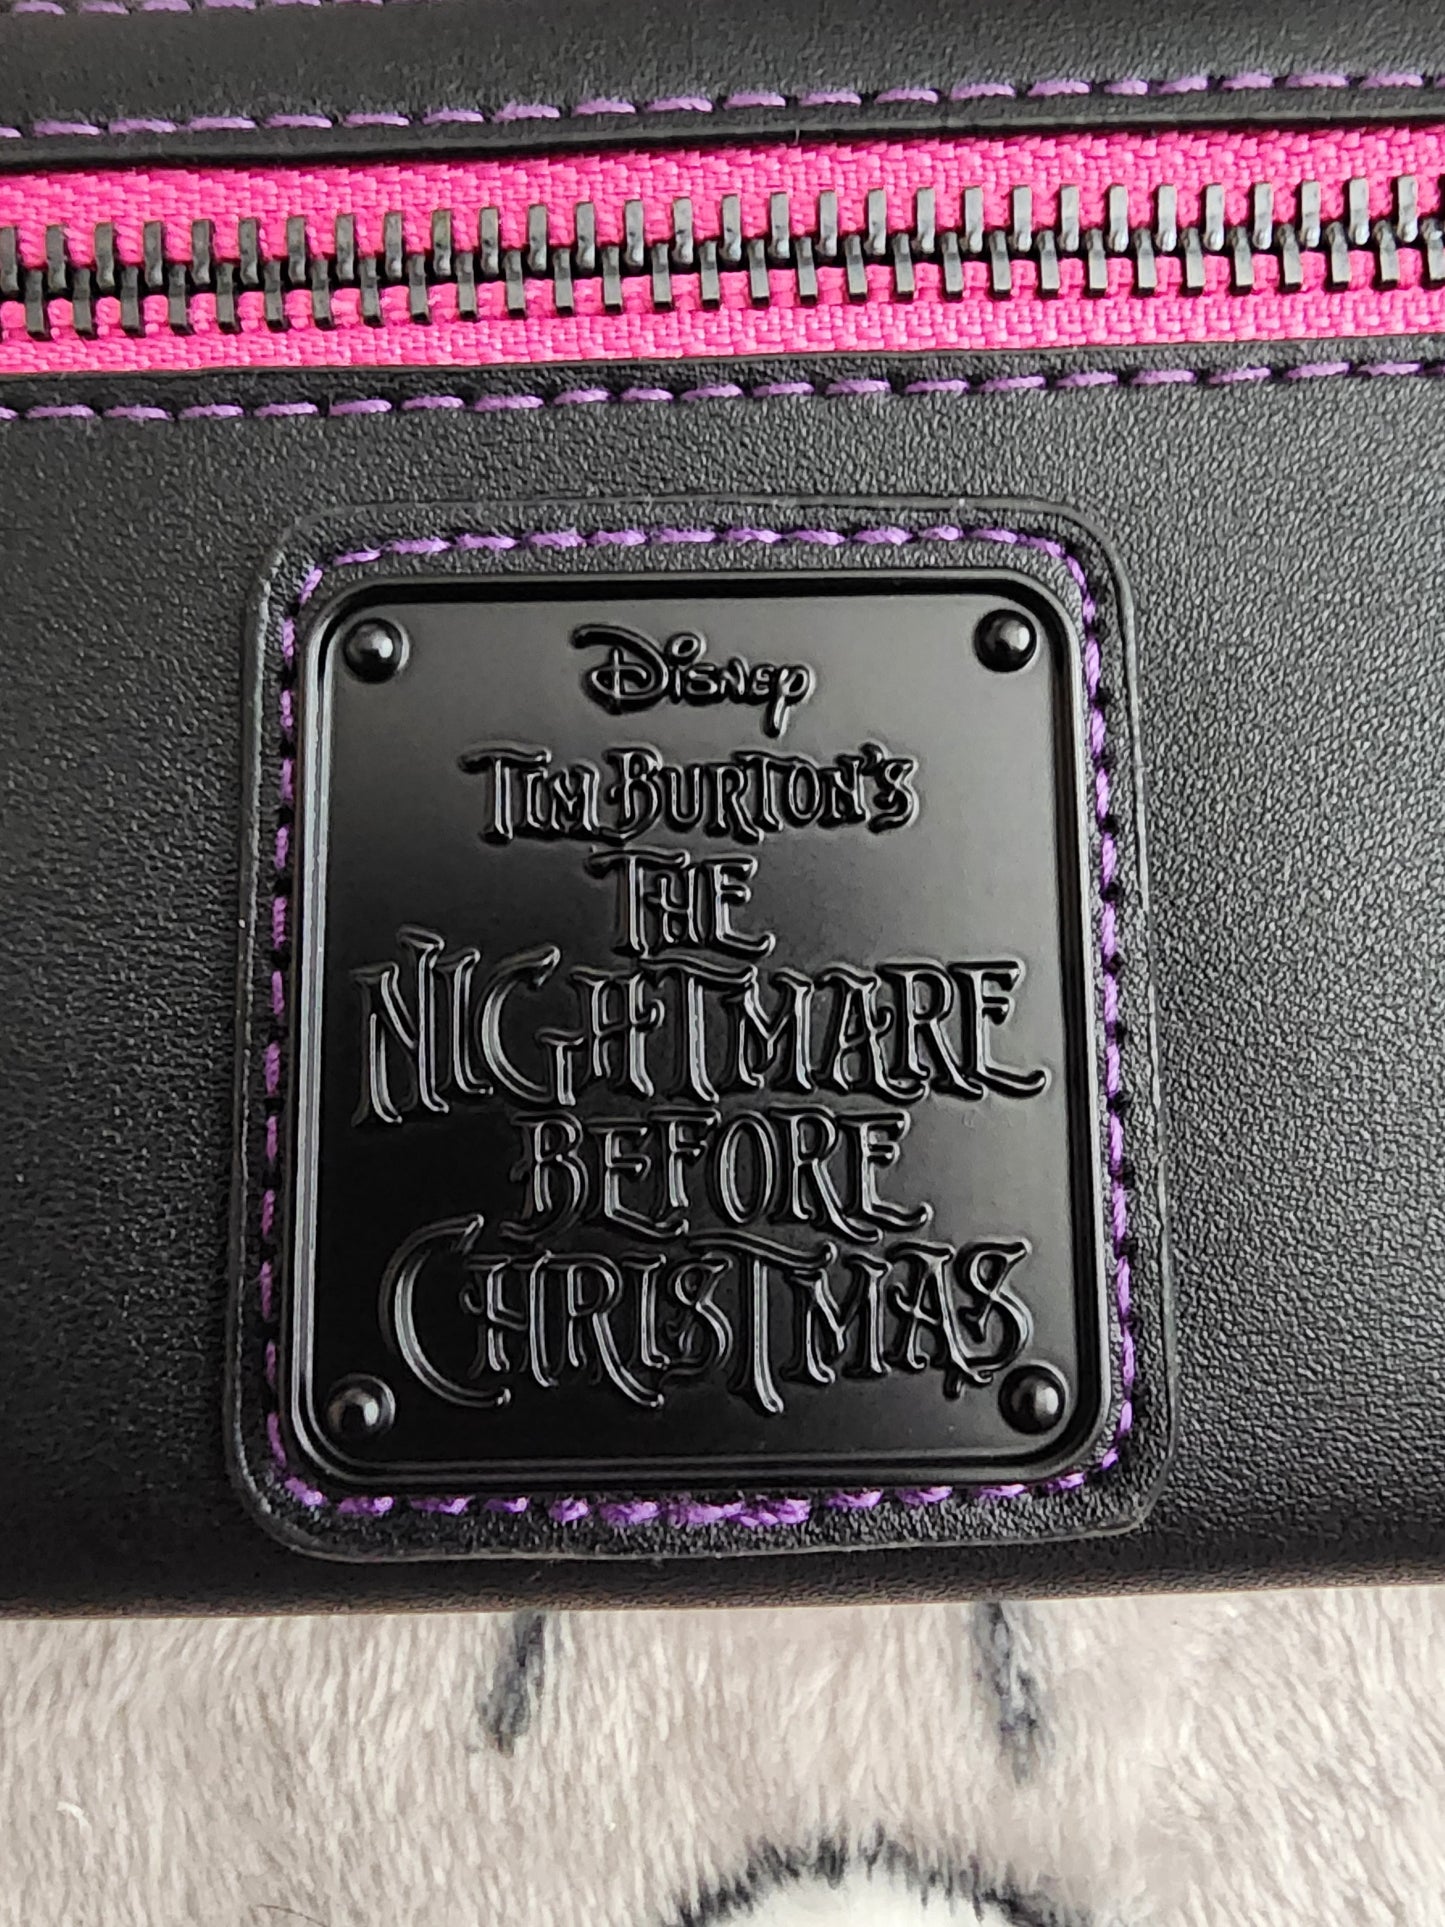 Disney
Tim Burton's
The
Nightmare
Before
Christmas